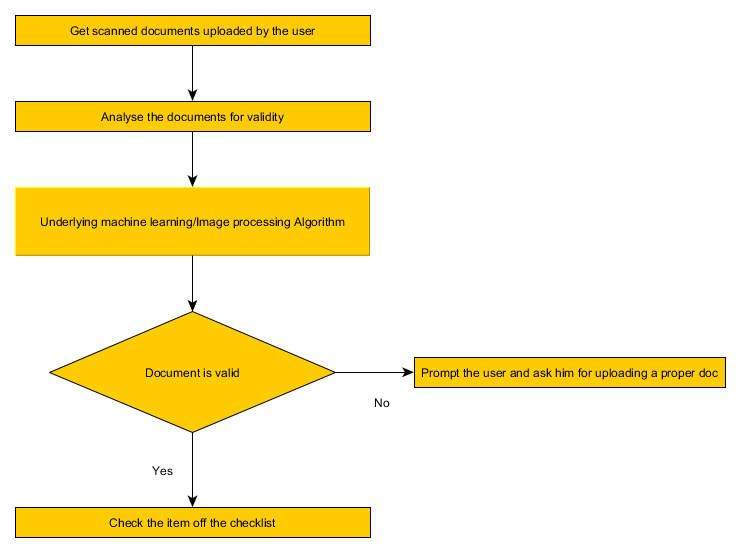 Get scanned documents uploaded by the user
Analyse the documents for validity
Underlying machine learning/Image processing Algorithm
Document is valid
Prompt the user and ask him for uploading a proper doc
No
Yes
Check the item off the checklist